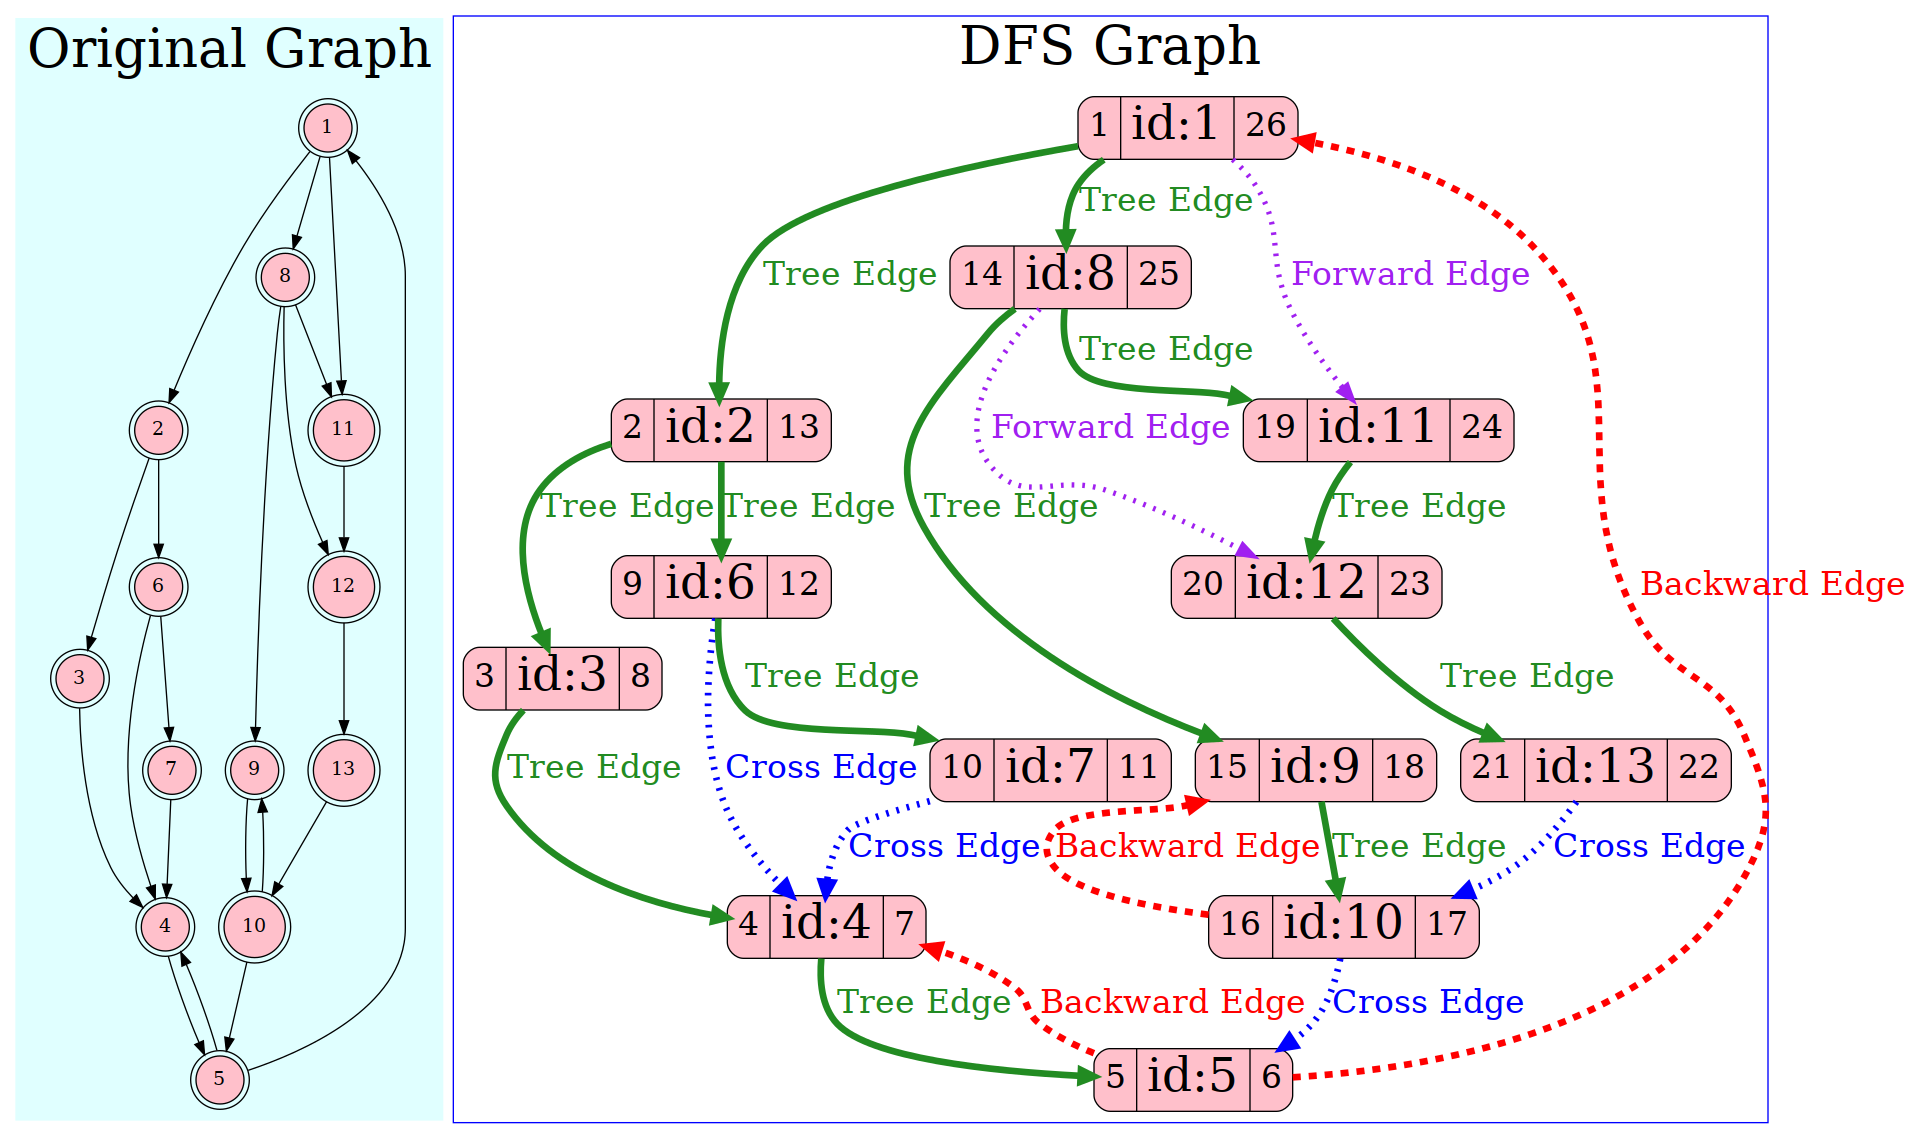 Original Graph
1
8
2
11
6
12
3
7
9
13
4
10
5
DFS Graph
1 id:1 26
Tree Edge
Tree Edge
14 id:8 25
Forward Edge
Tree Edge
2 id:2 13
Forward Edge
19 id:11 24
Tree Edge
Tree Edge
Tree Edge
Tree Edge
9 id:6 12
20 id:12 23
Backward Edge
3 id:3 8
Tree Edge
Tree Edge
Tree Edge
Cross Edge
10 id:7 11
15 id:9 18
21 id:13 22
Cross Edge
Backward Edge
Tree Edge
Cross Edge
4 id:4 7
16 id:10 17
Tree Edge
Backward Edge
Cross Edge
5 id:5 6